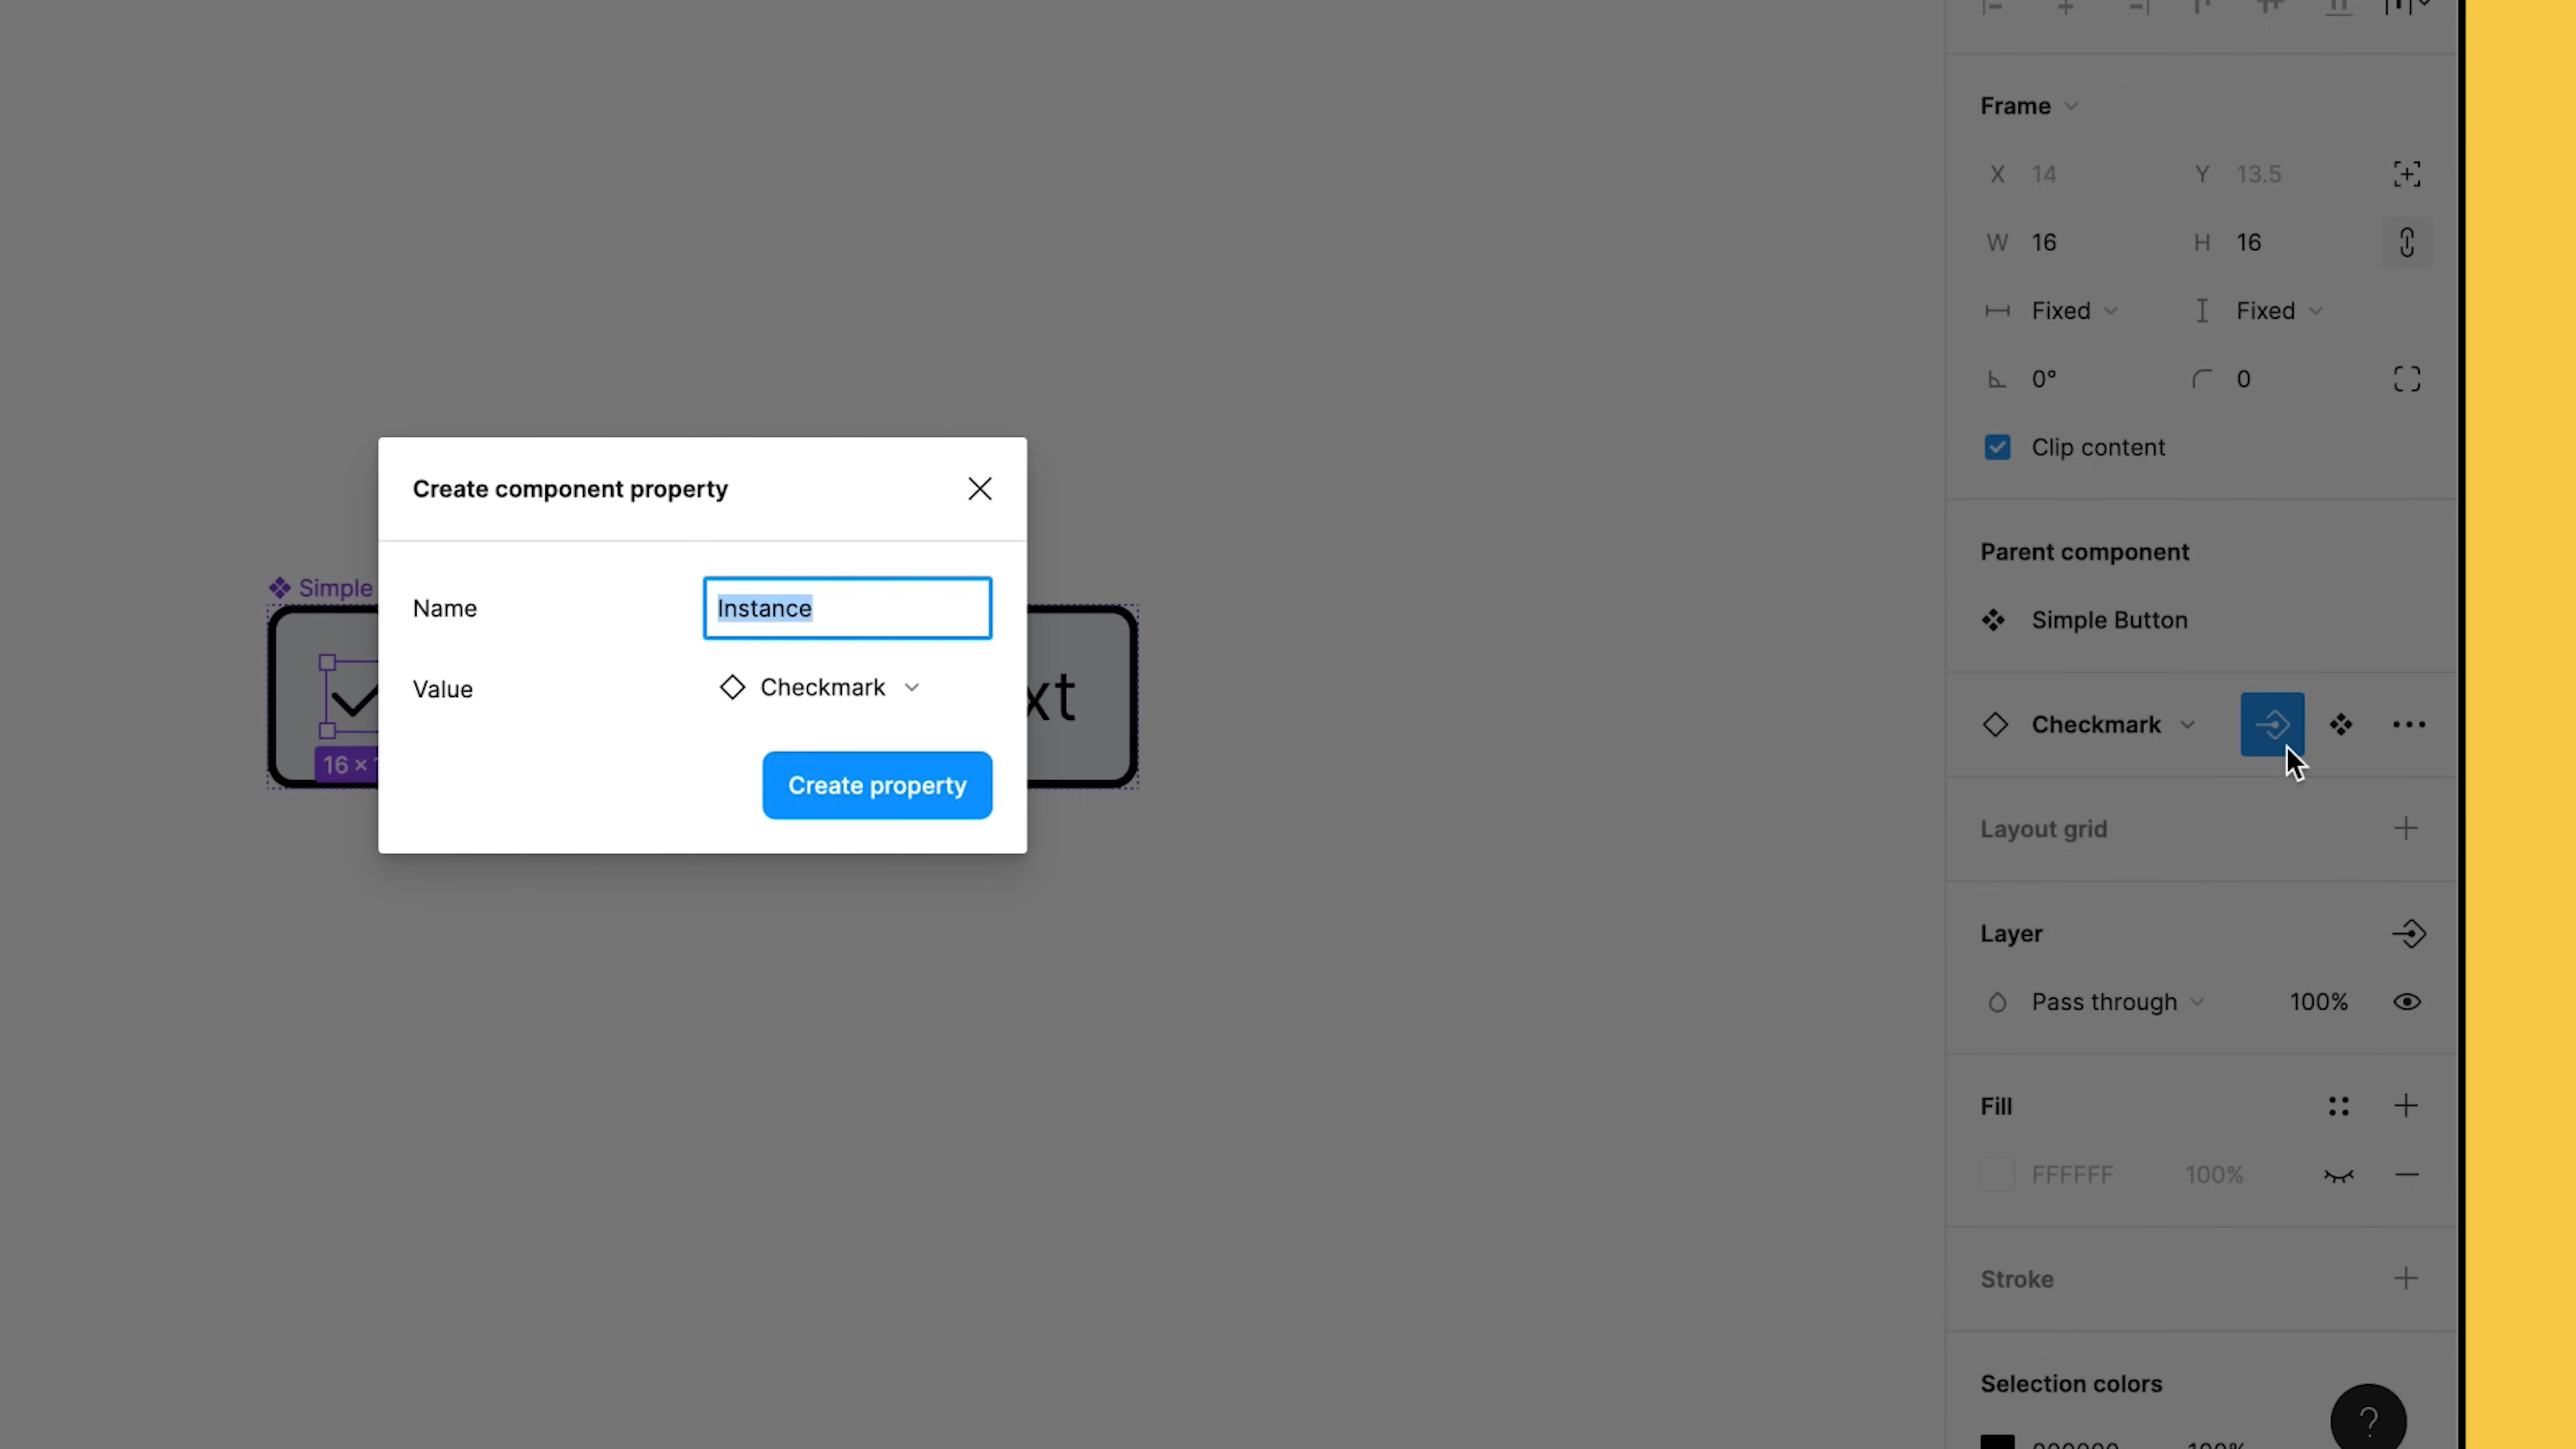 Frame
X 14 Y 13.5
W 16 H 16
Fixed Fixed
0° 0
Clip content
Create component property
Parent component
Simple
Name Instance
Simple Button
Value Checkmark
xt
Checkmark
16 ×
Create property
Layout grid
Layer
Pass through 100%
Fill
FFFFFF 100%
Stroke
Selection colors
?